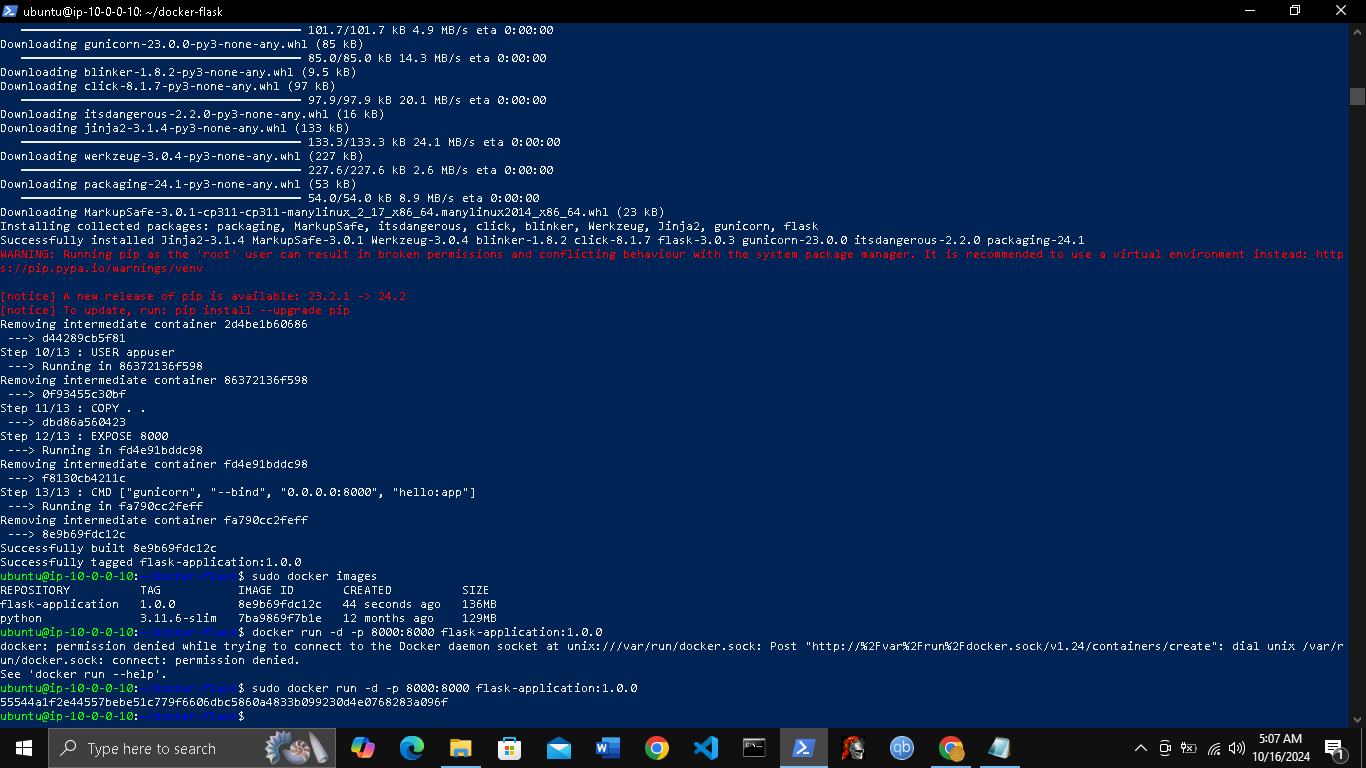 ubuntu@ip-10-0-0-10: ~/docker-flask
101.7/101.7 kB 4.9 MB/s eta 0:00:00
Downloading gunicorn-23.0.0-py3-none-any.whl (85 kB)
85.0/85.0 kB 14.3 MB/s eta 0:00:00
Downloading blinker-1.8.2-py3-none-any.whl (9.5 kB)
Downloading click-8.1.7-py3-none-any.whl (97 kB)
97.9/97.9 kB 20.1 MB/s eta 0:00:00
Downloading itsdangerous-2.2.0-py3-none-any.whl (16 kB)
Downloading jinja2-3.1.4-py3-none-any.whl (133 kB)
133.3/133.3 kB 24.1 MB/s eta 0:00:00
Downloading werkzeug-3.0.4-py3-none-any.whl (227 kB)
227.6/227.6 kB 2.6 MB/s eta 0:00:00
Downloading packaging-24.1-py3-none-any.whl (53 kB)
54.0/54.0 kB 8.9 MB/s eta 0:00:00
Downloading MarkupSafe-3.0.1-cp311-cp311-manylinux_2_17_x86_64.manylinux2014_x86_64.whl (23 kB)
Installing collected packages: packaging, MarkupSafe, itsdangerous, click, blinker, Werkzeug, Jinja2, gunicorn, flask
Successfully installed Jinja2-3.1.4 MarkupSafe-3.0.1 Werkzeug-3.0.4 blinker-1.8.2 click-8.1.7 flask-3.0.3 gunicorn-23.0.0 itsdangerous-2.2.0 packaging-24.1
WARNING: Running pip as the 'root' user can result in broken permissions and conflicting behaviour with the system package manager. It is recommended to use a virtual environment instead: http
s://pip.pypa.io/warnings/venv
[notice] A new release of pip is available: 23.2.1 -> 24.2
[notice] To update, run: pip install --upgrade pip
Removing intermediate container 2d4be1b60686
---> d44289cb5f81
Step 10/13 : USER appuser
---> Running in 86372136f598
Removing intermediate container 86372136f598
---> 0f93455c30bf
Step 11/13 : COPY . .
---> dbd86a560423
Step 12/13 : EXPOSE 8000
---> Running in fd4e91bddc98
Removing intermediate container fd4e91bddc98
---> f8130cb4211c
Step 13/13 : CMD ["gunicorn", "--bind", "0.0.0.0:8000", "hello:app"]
---> Running in fa790cc2feff
Removing intermediate container fa790cc2feff
---> 8e9b69fdc12c
Successfully built 8e9b69fdc12c
Successfully tagged flask-application:1.0.0
ubuntu@ip-10-0-0-10:~/docker-flask$ sudo docker images
REPOSITORY TAG IMAGE ID CREATED SIZE
flask-application 1.0.0 8e9b69fdc12c 44 seconds ago 136MB
python 3.11.6-slim 7ba9869f7b1e 12 months ago 129MB
ubuntu@ip-10-0-0-10:~/docker-flask$ docker run -d -p 8000:8000 flask-application:1.0.0
docker: permission denied while trying to connect to the Docker daemon socket at unix:///var/run/docker.sock: Post "http://%2Fvar%2Frun%2Fdocker.sock/v1.24/containers/create": dial unix /var/r
un/docker.sock: connect: permission denied.
See 'docker run --help'.
ubuntu@ip-10-0-0-10:~/docker-flask$ sudo docker run -d -p 8000:8000 flask-application:1.0.0
55544a1f2e44557bebe51c779f6606dbc5860a4833b099230d4e0768283a096f
ubuntu@ip-10-0-0-10:~/docker-flask$
Type here to search
5:07 AM
10/16/2024